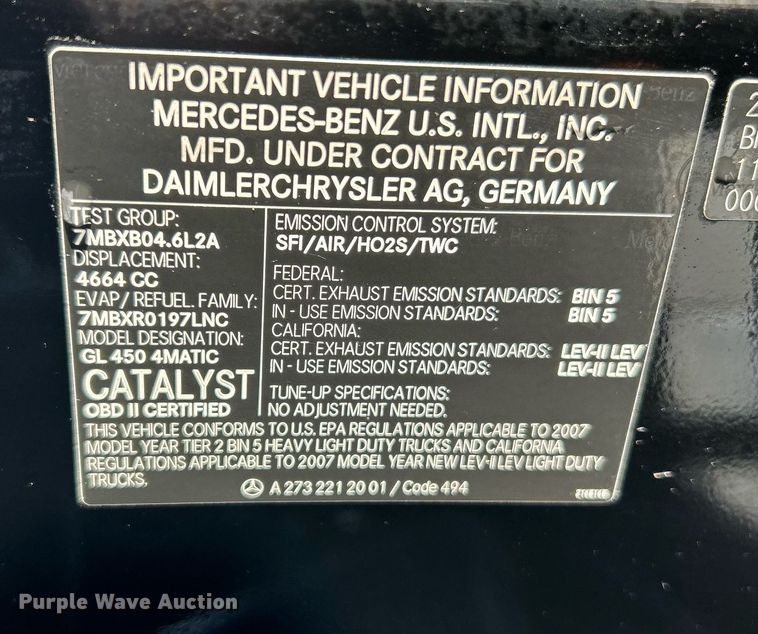 IMPORTANT VEHICLE INFORMATION
MERCEDES-BENZ U.S. INTL., INC.
MFD. UNDER CONTRACT FOR
DAIMLERCHRYSLER AG, GERMANY
TEST GROUP:
7MBXB04.6L2A
DISPLACEMENT:
4664 CC
EVAP/ REFUEL. FAMILY:
7MBXR0197LNC
MODEL DESIGNATION:
GL 450 4MATIC
CATALYST
OBD II CERTIFIED
EMISSION CONTROL SYSTEM:
SFI/AIR/HO2S/TWC
FEDERAL:
CERT. EXHAUST EMISSION STANDARDS: BIN 5
IN - USE EMISSION STANDARDS: BIN 5
CALIFORNIA:
CERT. EXHAUST EMISSION STANDARDS: LEV-II LEV
IN - USE EMISSION STANDARDS: LEV-II LEV
TUNE-UP SPECIFICATIONS:
NO ADJUSTMENT NEEDED.
THIS VEHICLE CONFORMS TO U.S. EPA REGULATIONS APPLICABLE TO 2007
MODEL YEAR TIER 2 BIN 5 HEAVY LIGHT DUTY TRUCKS AND CALIFORNIA
REGULATIONS APPLICABLE TO 2007 MODEL YEAR NEW LEV-II LEV LIGHT DUTY
TRUCKS.
A 273 221 20 01 / Code 494
2
B
11
000
Purple Wave Auction